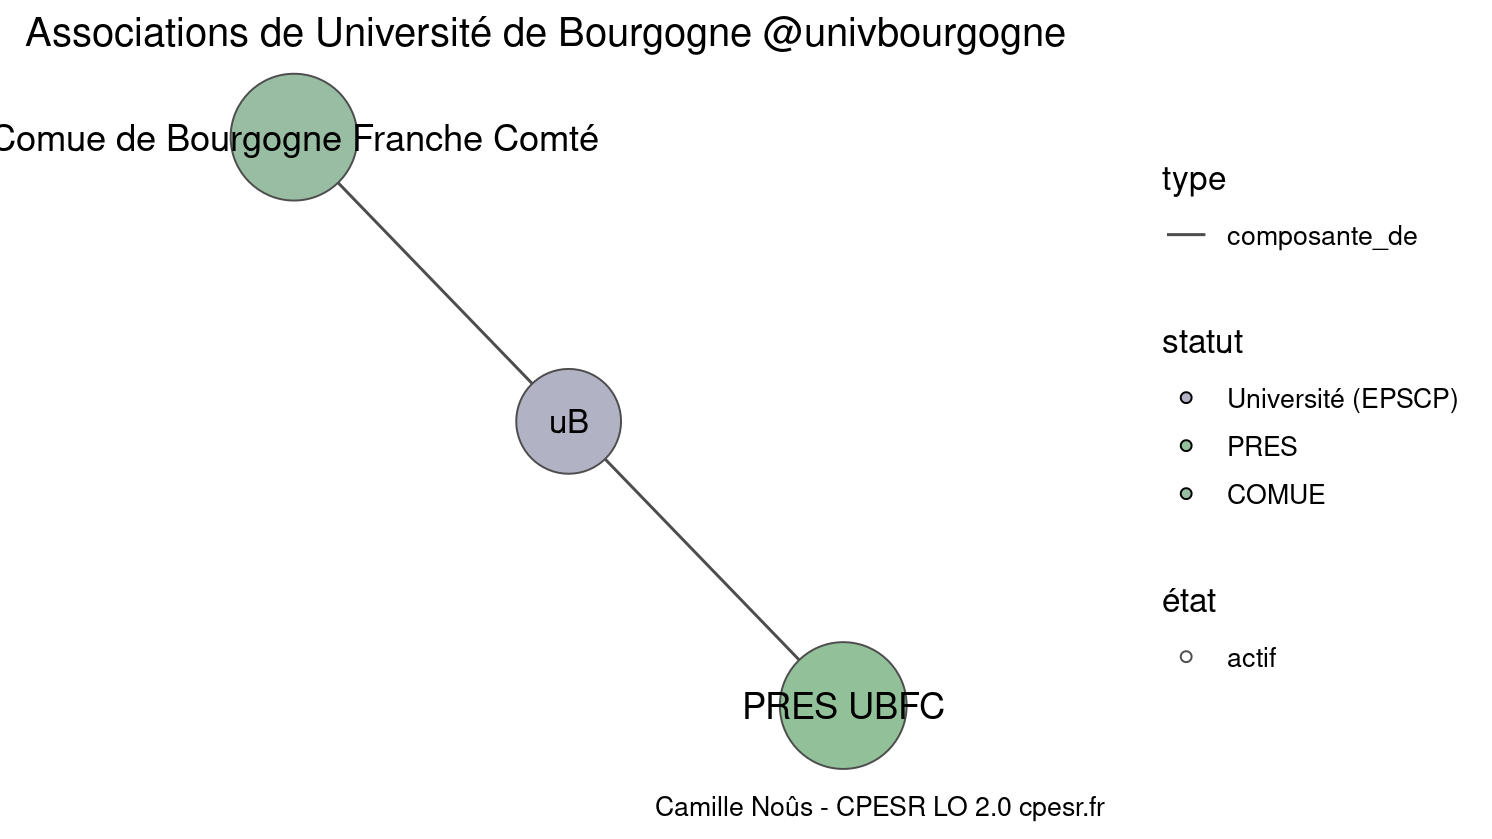 Associations de Université de Bourgogne @univbourgogne
Comue de Bourgogne Franche Comté
uB
PRES UBFC
type
composante_de
statut
Université (EPSCP)
PRES
COMUE
état
actif
Camille Noûs - CPESR LO 2.0 cpesr.fr